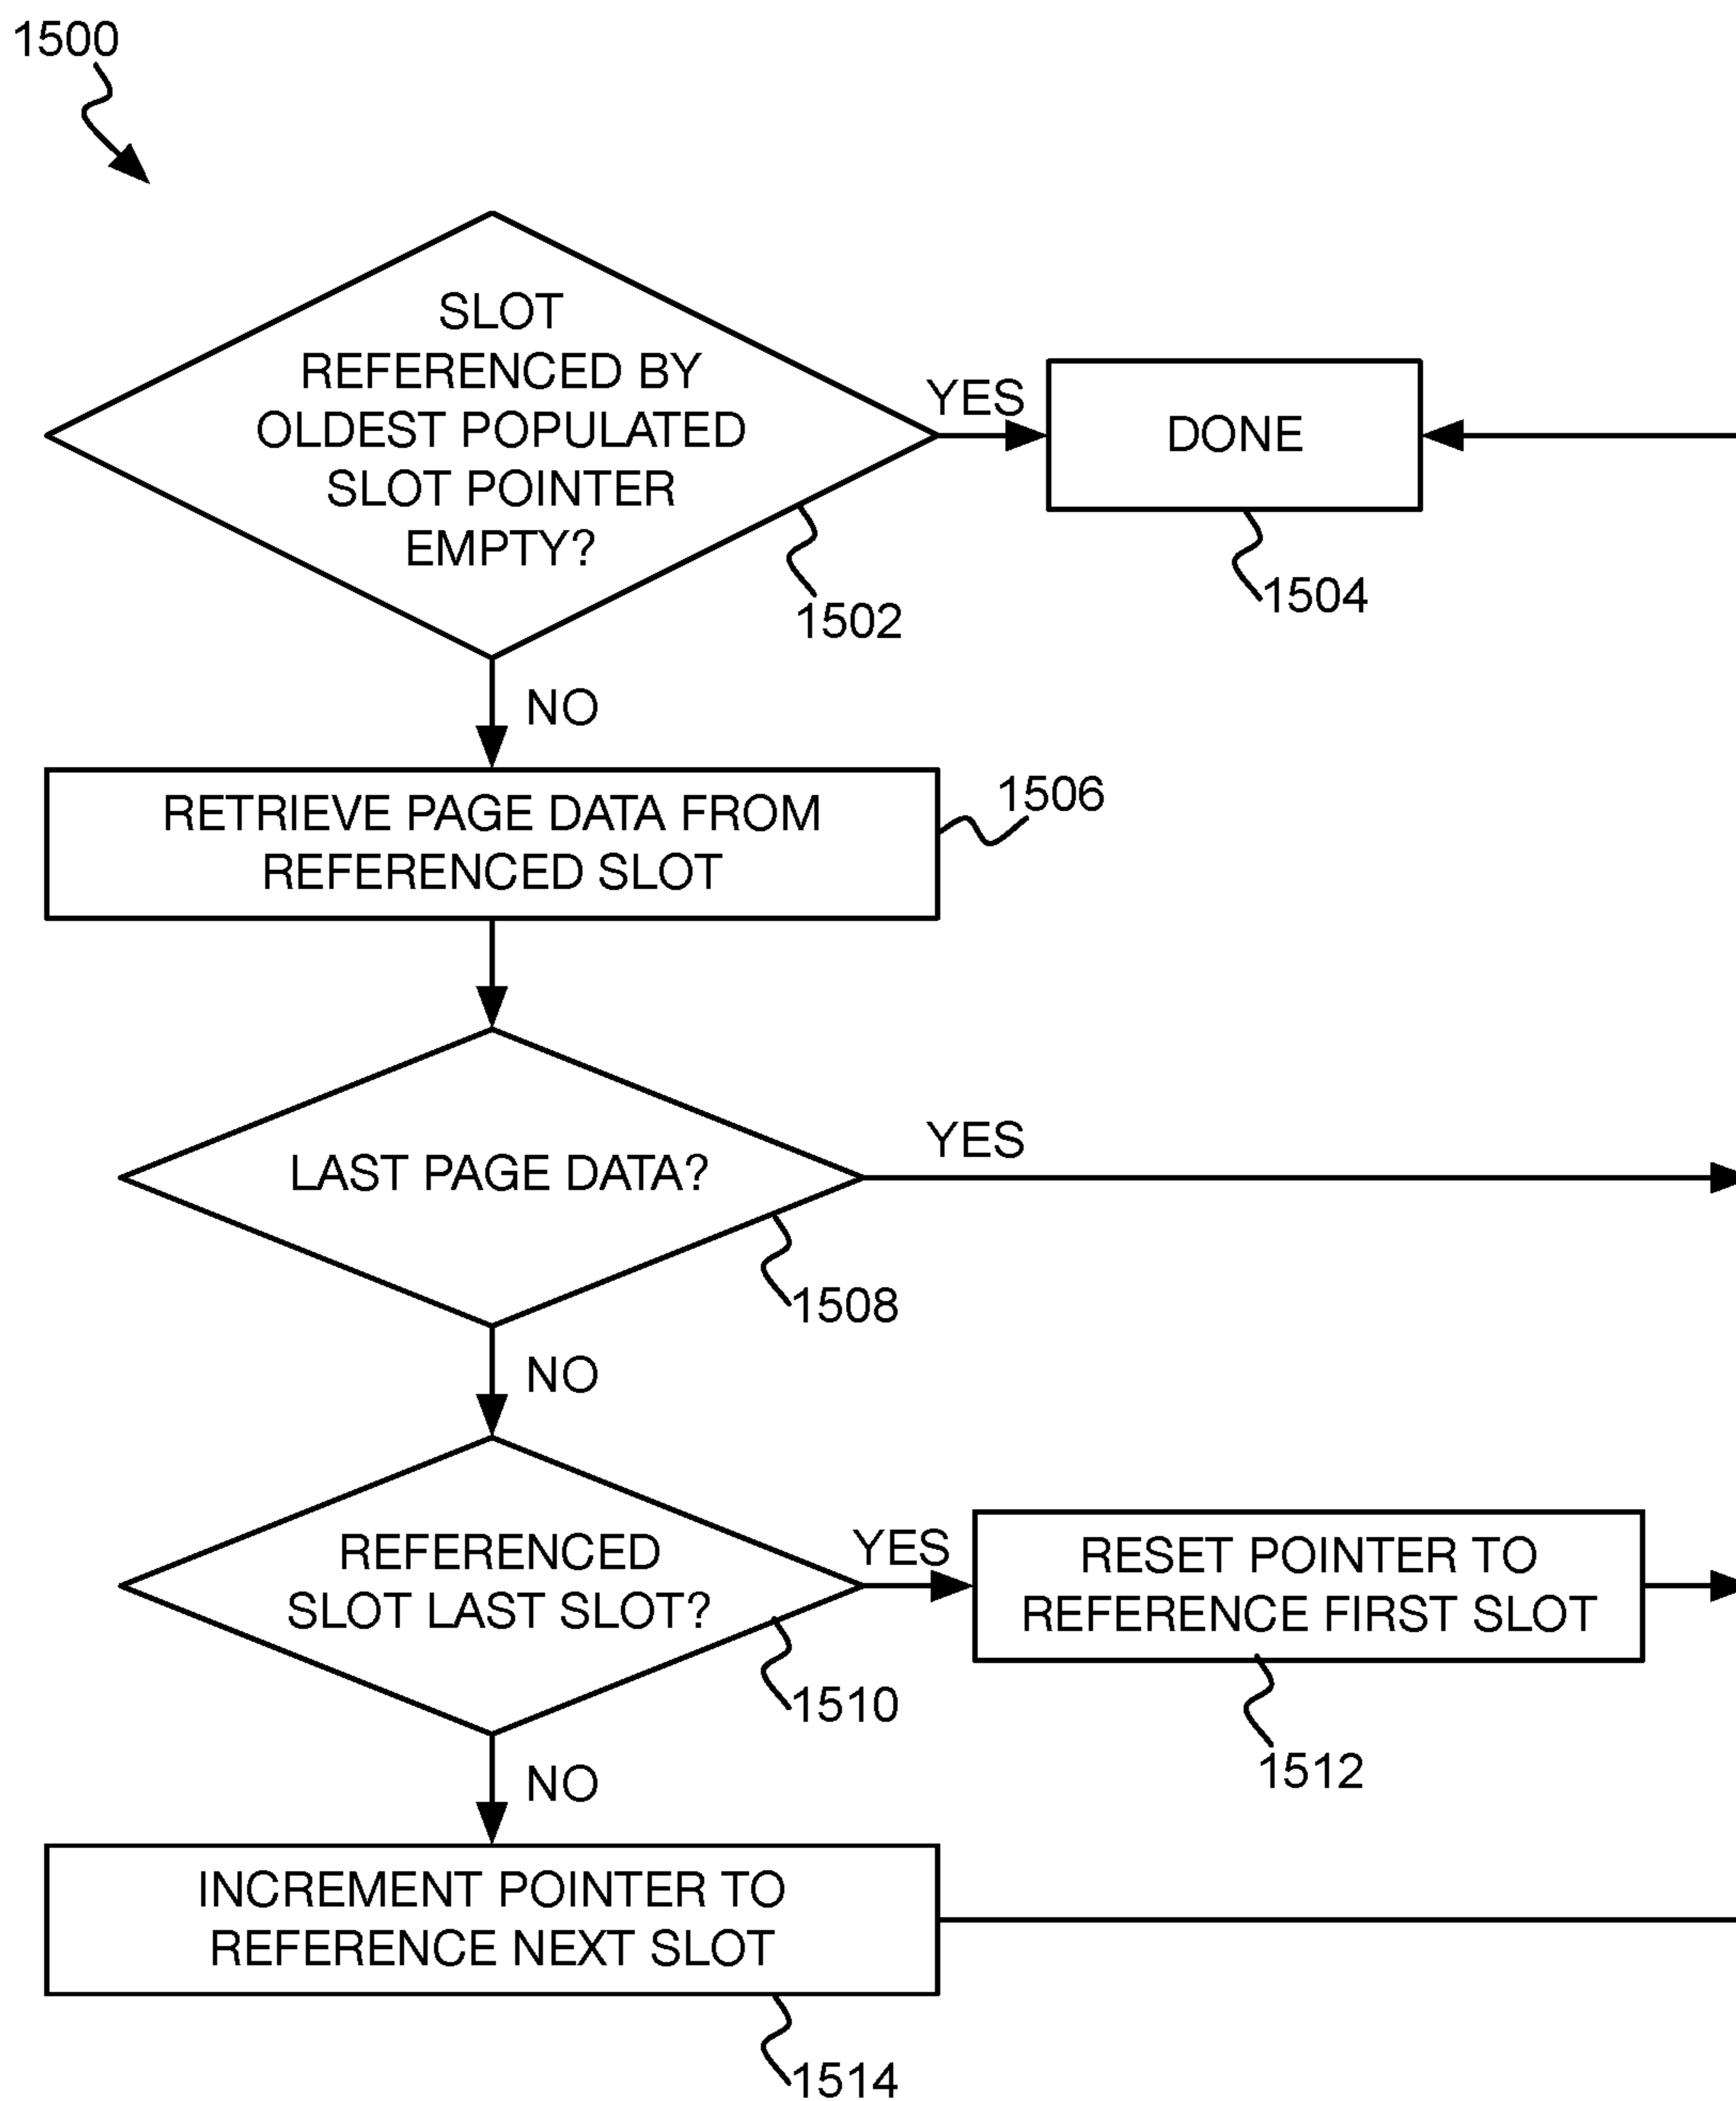 1500
SLOT
REFERENCED BY
OLDEST POPULATED
SLOT POINTER
EMPTY?
1502
YES
DONE
1504
NO
RETRIEVE PAGE DATA FROM
REFERENCED SLOT
1506
LAST PAGE DATA?
YES
1508
NO
REFERENCED
SLOT LAST SLOT?
1510
YES
RESET POINTER TO
REFERENCE FIRST SLOT
1512
NO
INCREMENT POINTER TO
REFERENCE NEXT SLOT
1514